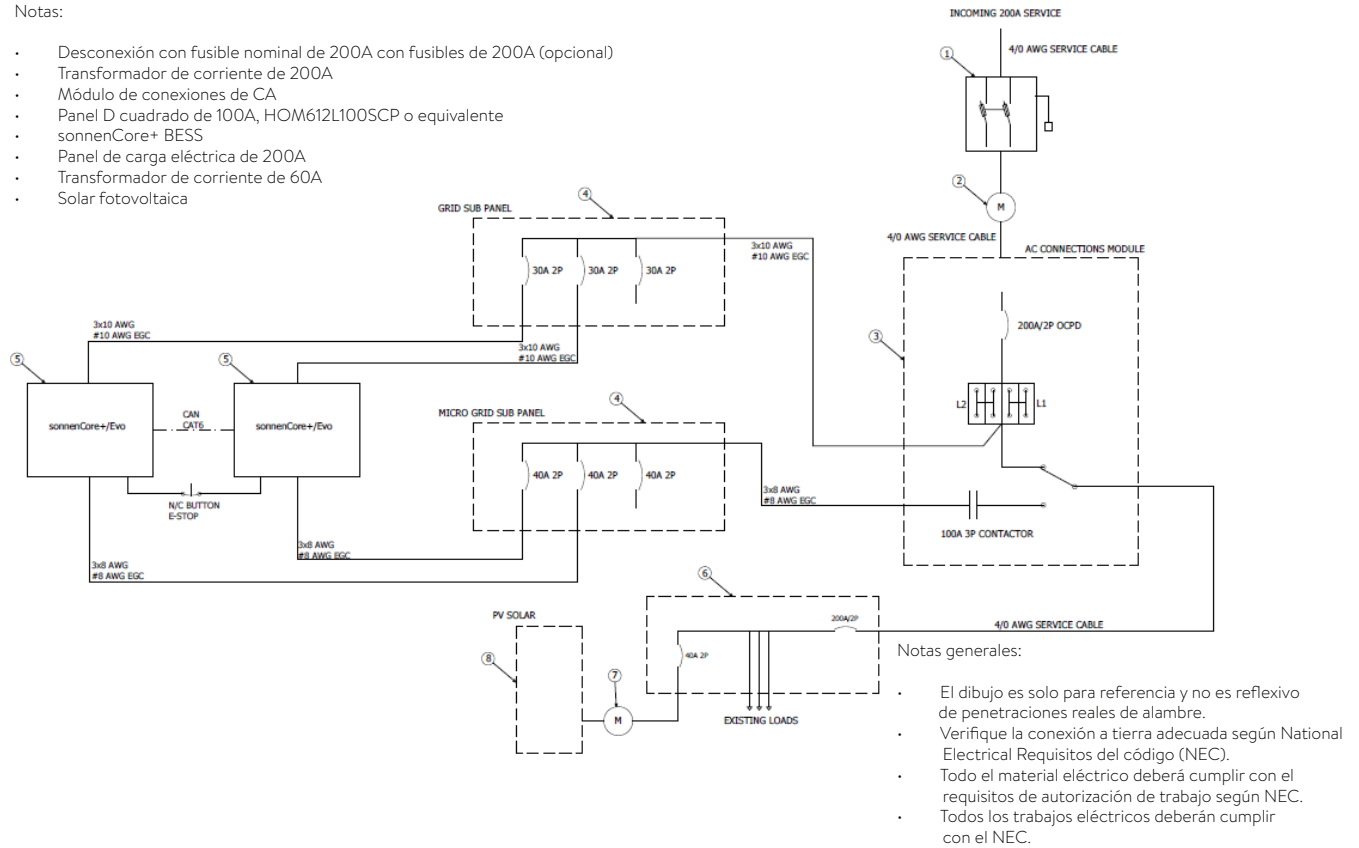 Notas:
• Desconexión con fusible nominal de 200A con fusibles de 200A (opcional)
• Transformador de corriente de 200A
• Módulo de conexiones de CA
• Panel D cuadrado de 100A, HOM612L100SCP o equivalente
• sonnenCore+ BESS
• Panel de carga eléctrica de 200A
• Transformador de corriente de 60A
• Solar fotovoltaica
INCOMING 200A SERVICE
4/0 AWG SERVICE CABLE
1
2
M
4/0 AWG SERVICE CABLE
AC CONNECTIONS MODULE
3
200A/2P OCPD
L2
L1
100A 3P CONTACTOR
GRID SUB PANEL
4
30A 2P
30A 2P
30A 2P
3x10 AWG
#10 AWG EGC
3x10 AWG
#10 AWG EGC
3x10 AWG
#10 AWG EGC
5
5
sonnenCore+/Evo
CAN
CAT6
sonnenCore+/Evo
N/C BUTTON
E-STOP
MICRO GRID SUB PANEL
4
40A 2P
40A 2P
40A 2P
3x8 AWG
#8 AWG EGC
3x8 AWG
#8 AWG EGC
3x8 AWG
#8 AWG EGC
6
200A/2P
40A 2P
4/0 AWG SERVICE CABLE
EXISTING LOADS
PV SOLAR
8
7
M
Notas generales:
• El dibujo es solo para referencia y no es reflexivo
de penetraciones reales de alambre.
• Verifique la conexión a tierra adecuada según National
Electrical Requisitos del código (NEC).
• Todo el material eléctrico deberá cumplir con el
requisitos de autorización de trabajo según NEC.
• Todos los trabajos eléctricos deberán cumplir
con el NEC.